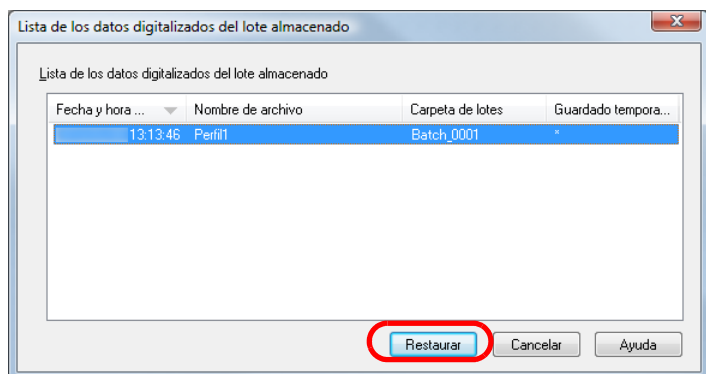 Lista de los datos digitalizados del lote almacenado
Lista de los datos digitalizados del lote almacenado
Fecha y hora ... Nombre de archivo Carpeta de lotes Guardado tempora...
13:13:46 Perfil1 Batch_0001 *
Restaurar Cancelar Ayuda